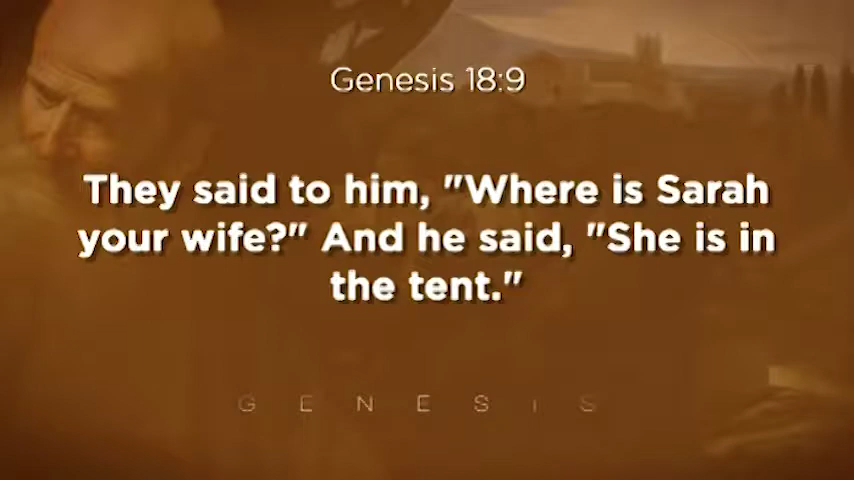 Genesis 18:9
They said to him, "Where is Sarah
your wife?" And he said, "She is in
the tent."
GENESIS